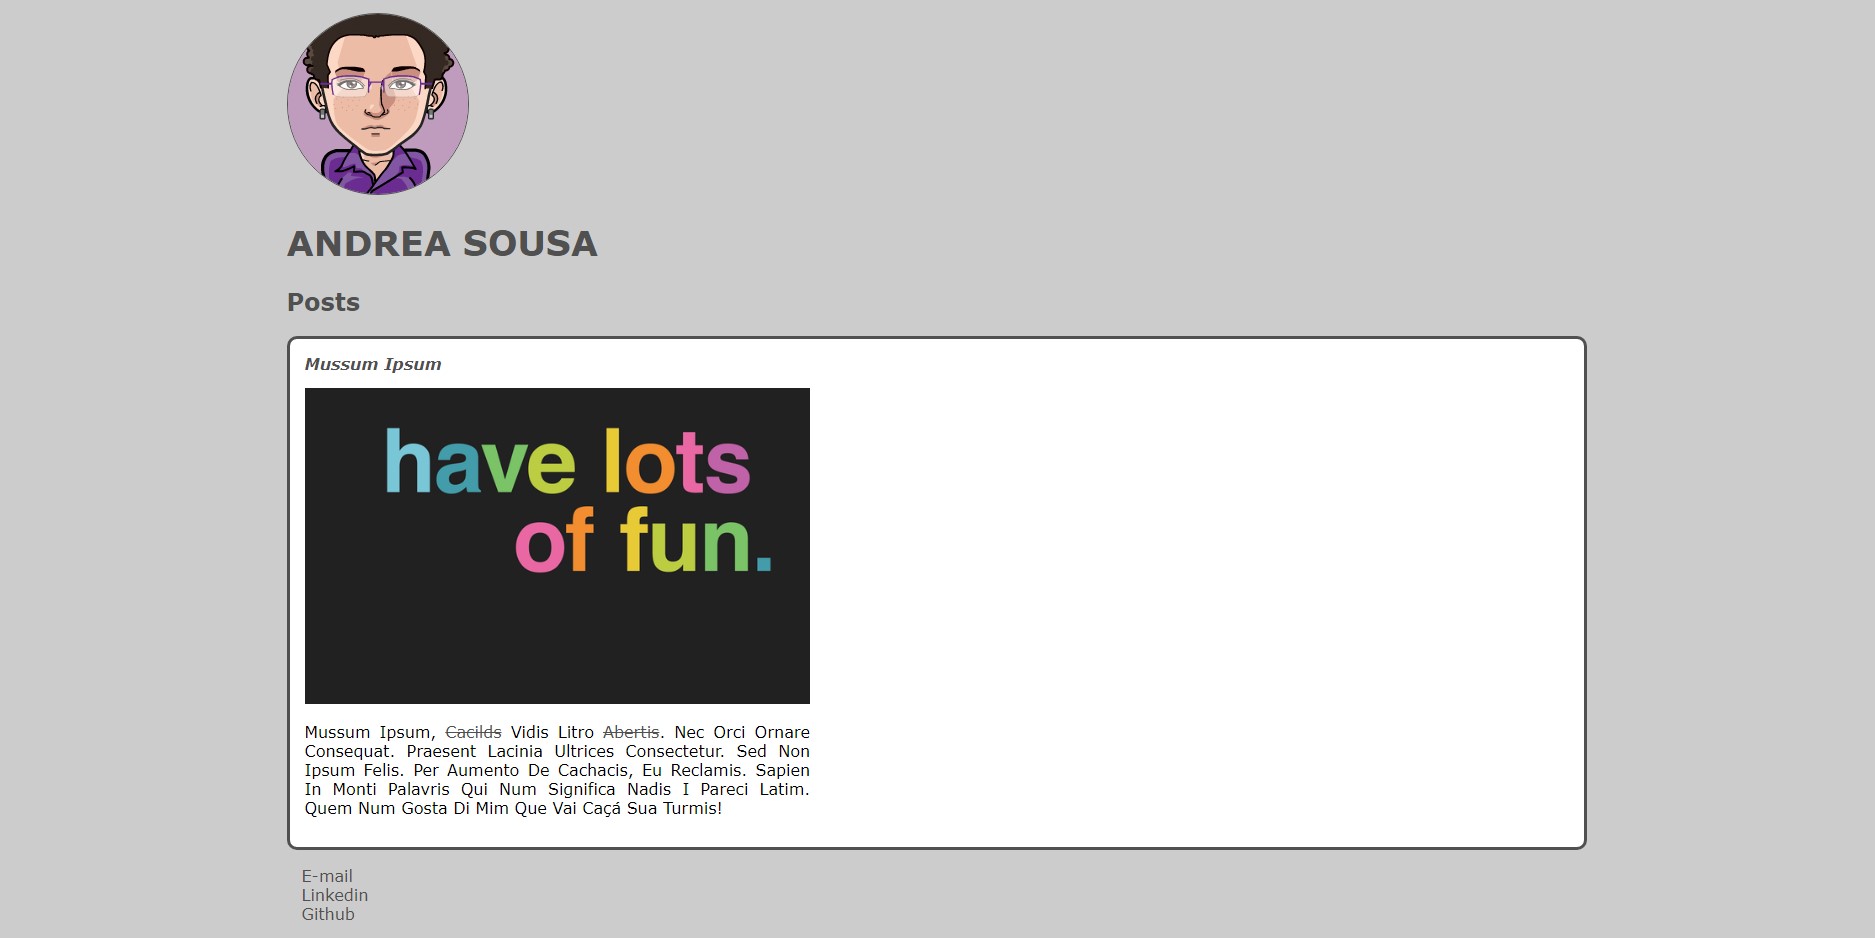 ANDREA SOUSA
Posts
Mussum Ipsum
have lots
of fun.
Mussum Ipsum, Cacilds Vidis Litro Abertis. Nec Orci Ornare
Consequat. Praesent Lacinia Ultrices Consectetur. Sed Non
Ipsum Felis. Per Aumento De Cachacis, Eu Reclamis. Sapien
In Monti Palavris Qui Num Significa Nadis I Pareci Latim.
Quem Num Gosta Di Mim Que Vai Caçá Sua Turmis!
E-mail
Linkedin
Github